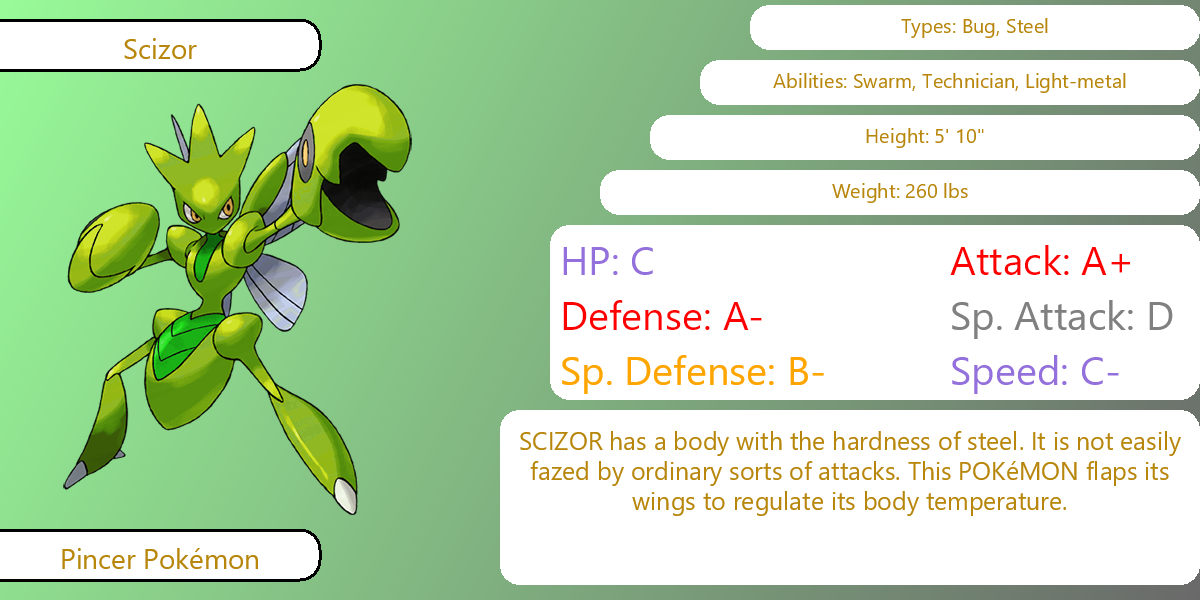 Scizor
Types: Bug, Steel
Abilities: Swarm, Technician, Light-metal
Height: 5' 10"
Weight: 260 lbs
HP: C
Attack: A+
Defense: A-
Sp. Attack: D
Sp. Defense: B-
Speed: C-
SCIZOR has a body with the hardness of steel. It is not easily
fazed by ordinary sorts of attacks. This POKéMON flaps its
wings to regulate its body temperature.
Pincer Pokémon